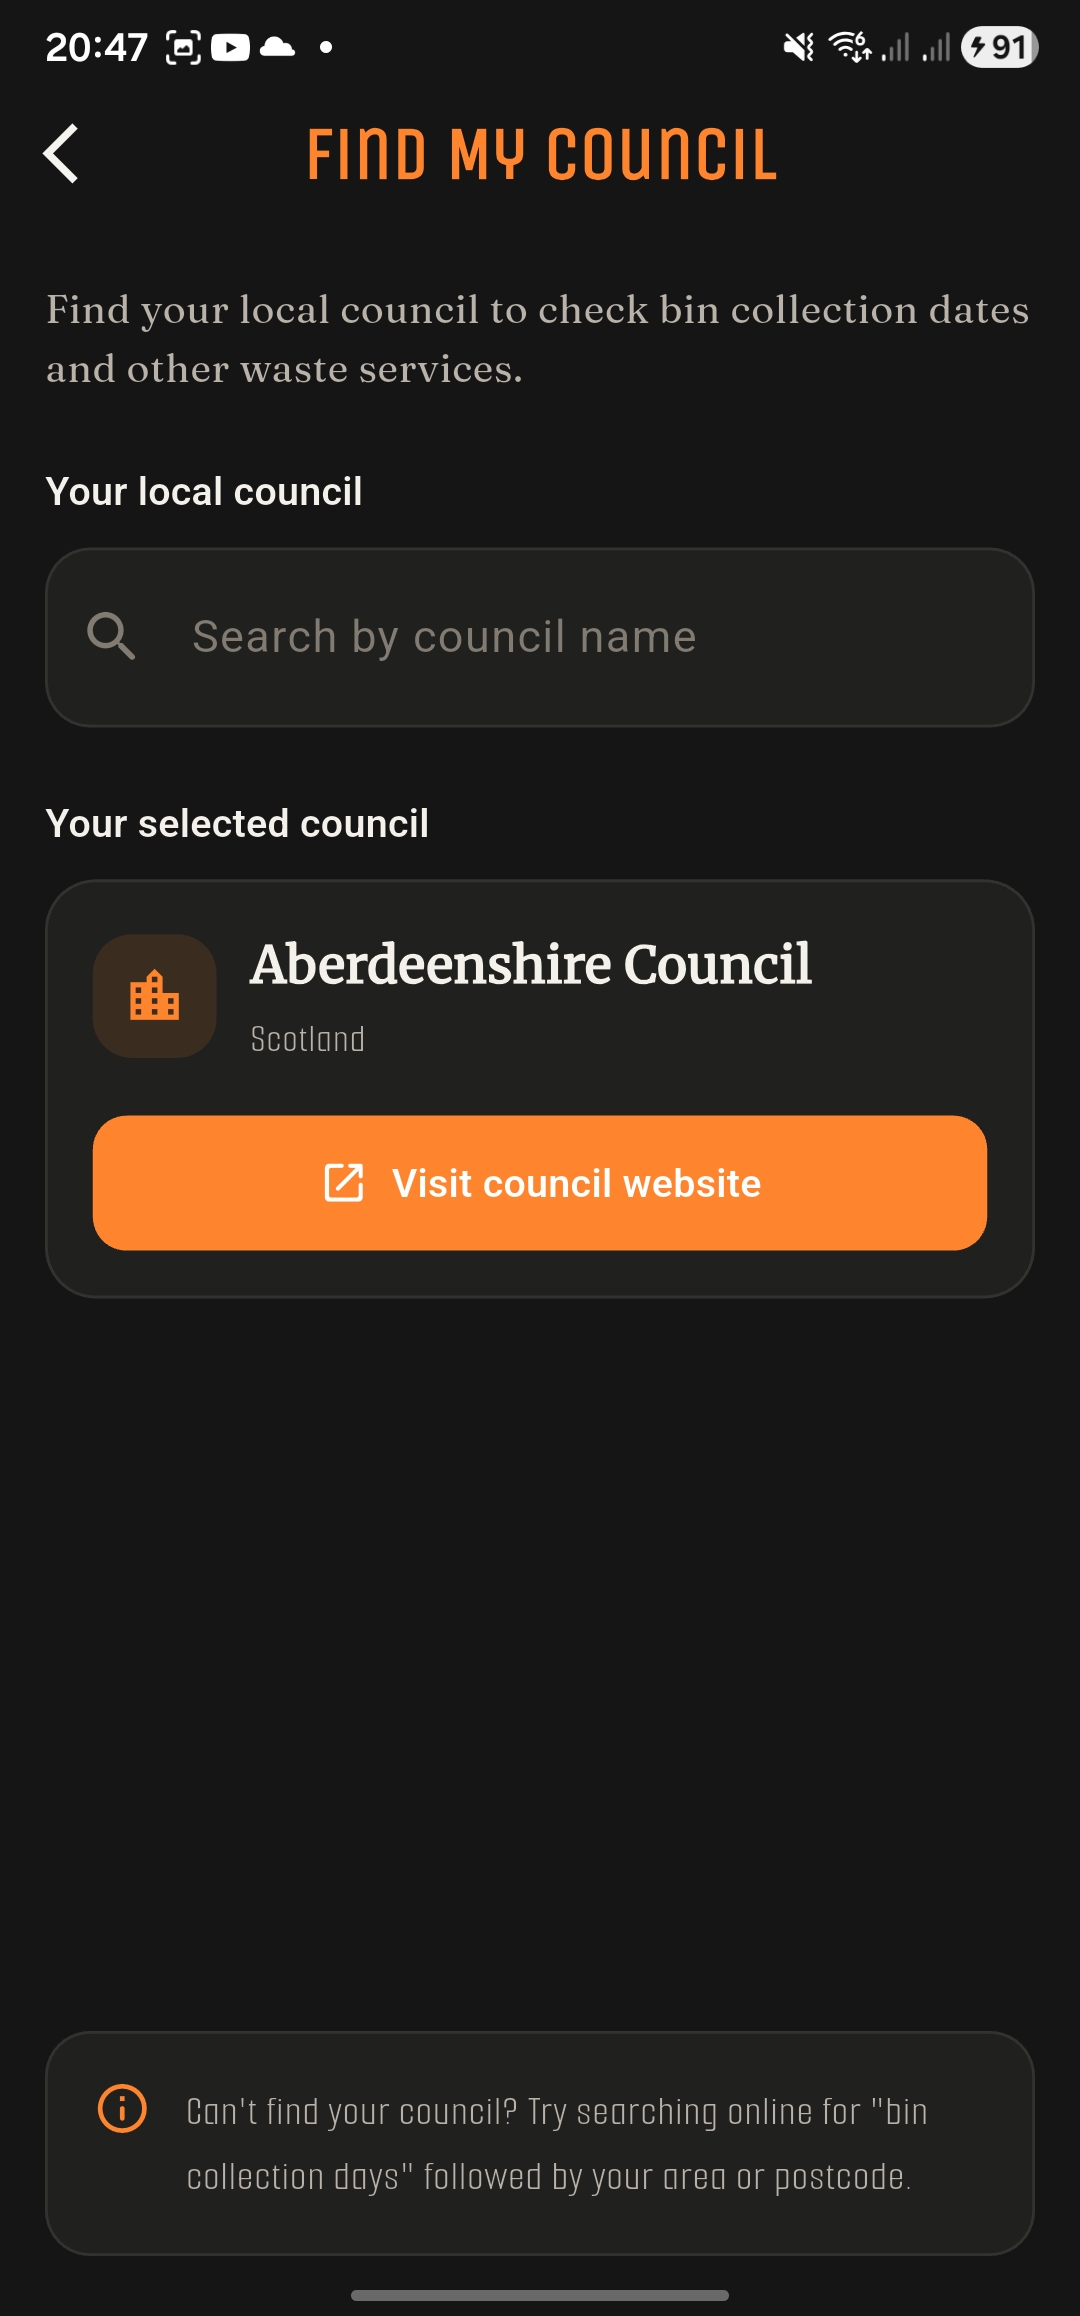 20:47
6
91
FIND MY COUNCIL
Find your local council to check bin collection dates
and other waste services.
Your local council
Search by council name
Your selected council
Aberdeenshire Council
Scotland
Visit council website
Can't find your council? Try searching online for "bin
collection days" followed by your area or postcode.